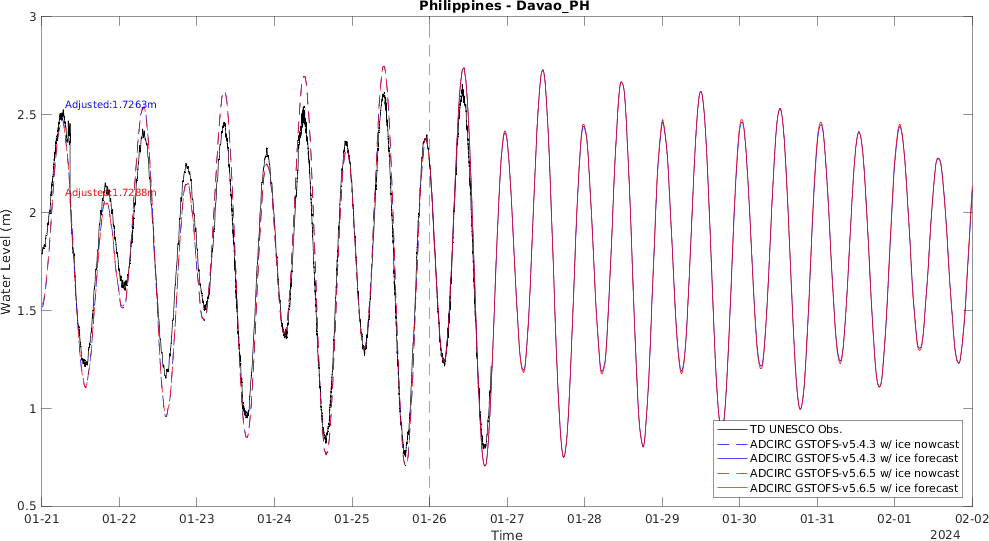 Philippines - Davao_PH
3
2.5
2
1.5
1
0.5
Water Level (m)
Adjusted:1.7263m
Adjusted:1.7288m
TD UNESCO Obs.
ADCIRC GSTOFS-v5.4.3 w/ ice nowcast
ADCIRC GSTOFS-v5.4.3 w/ ice forecast
ADCIRC GSTOFS-v5.6.5 w/ ice nowcast
ADCIRC GSTOFS-v5.6.5 w/ ice forecast
01-21 01-22 01-23 01-24 01-25 01-26 01-27 01-28 01-29 01-30 01-31 02-01 02-02
Time
2024